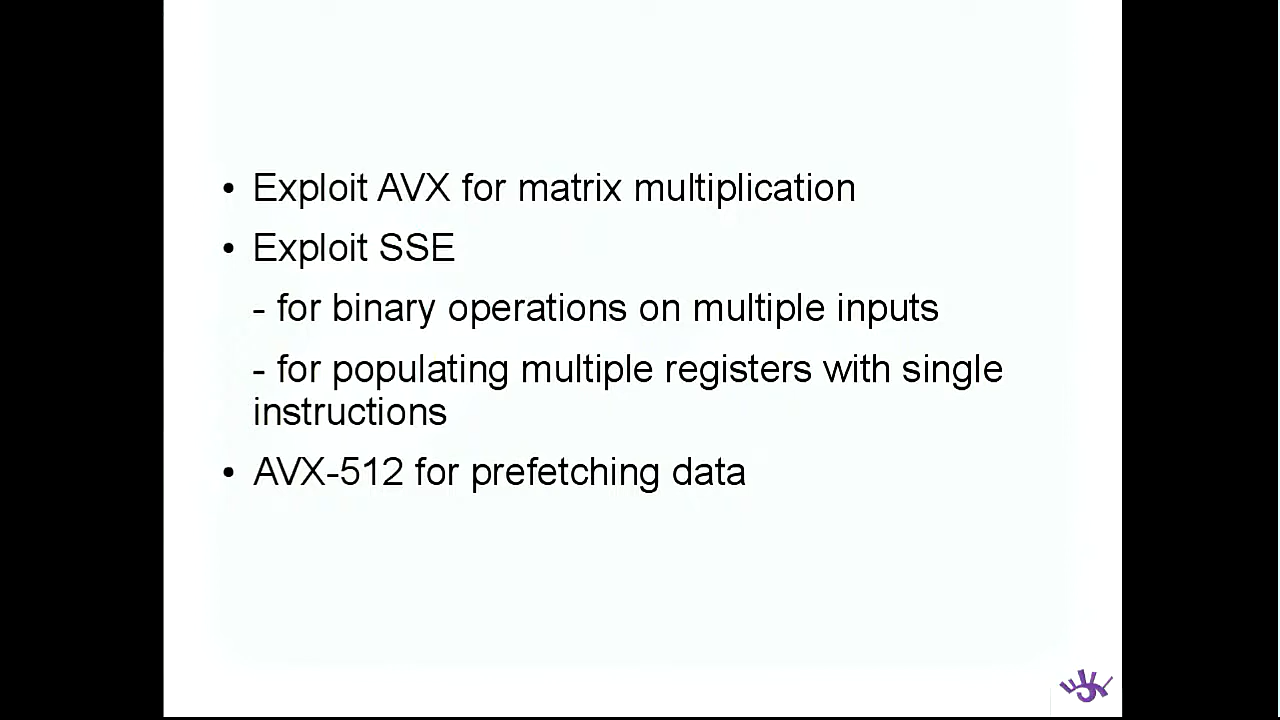 • Exploit AVX for matrix multiplication
• Exploit SSE
- for binary operations on multiple inputs
- for populating multiple registers with single
instructions
• AVX-512 for prefetching data